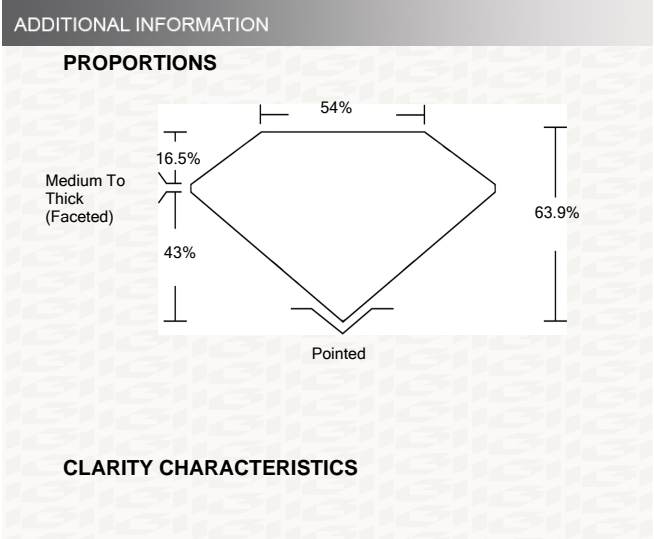 ADDITIONAL INFORMATION
PROPORTIONS
54%
16.5%
Medium To
Thick
(Faceted)
63.9%
43%
Pointed
CLARITY CHARACTERISTICS